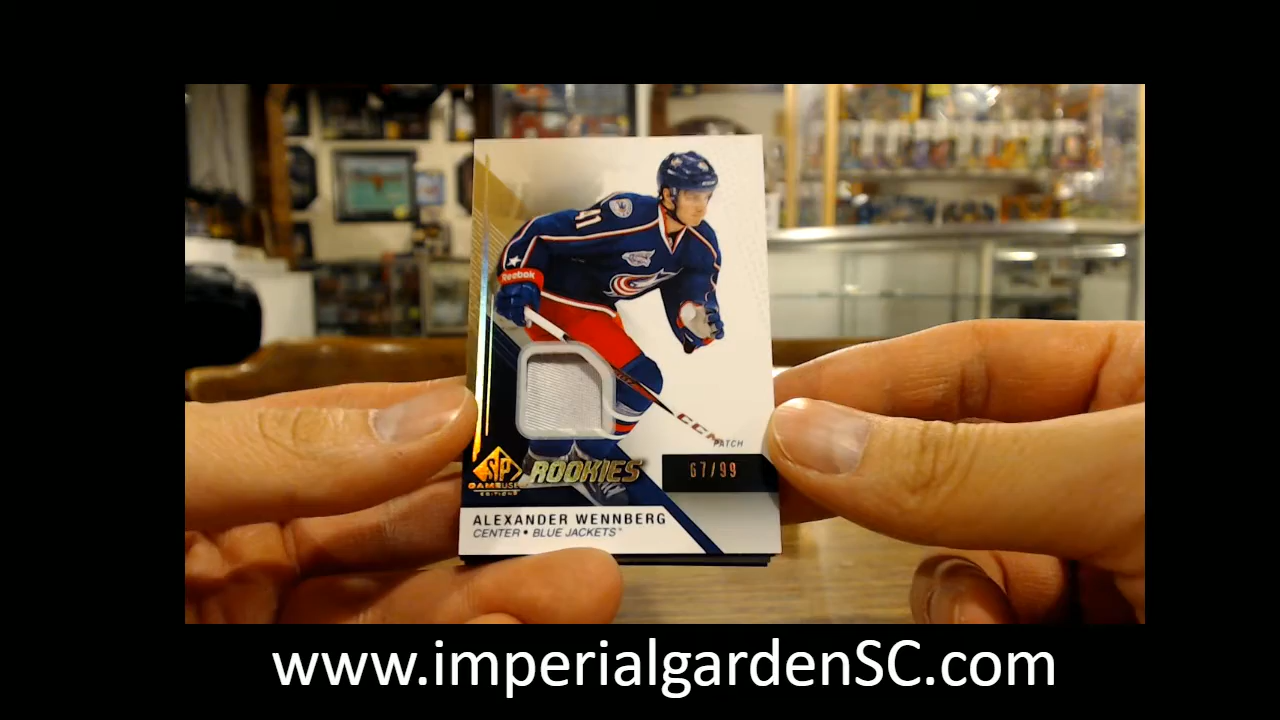 41
Reebok
CCM
PATCH
SP
GAME USED
EDITION
ROOKIES
67/99
ALEXANDER WENNBERG
CENTER • BLUE JACKETS
www.imperialgardenSC.com